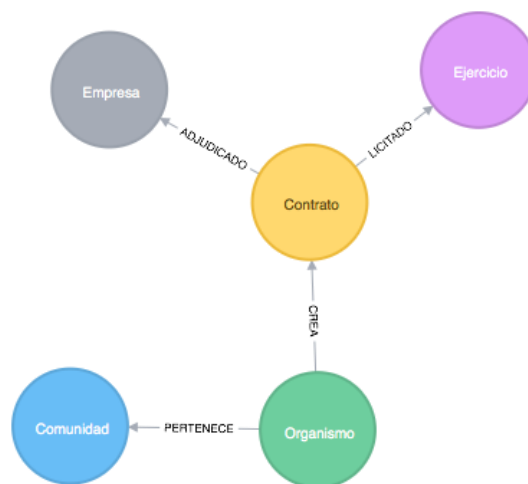 Ejercicio
Empresa
ADJUDICADO
LICITADO
Contrato
CREA
Comunidad
PERTENECE
Organismo